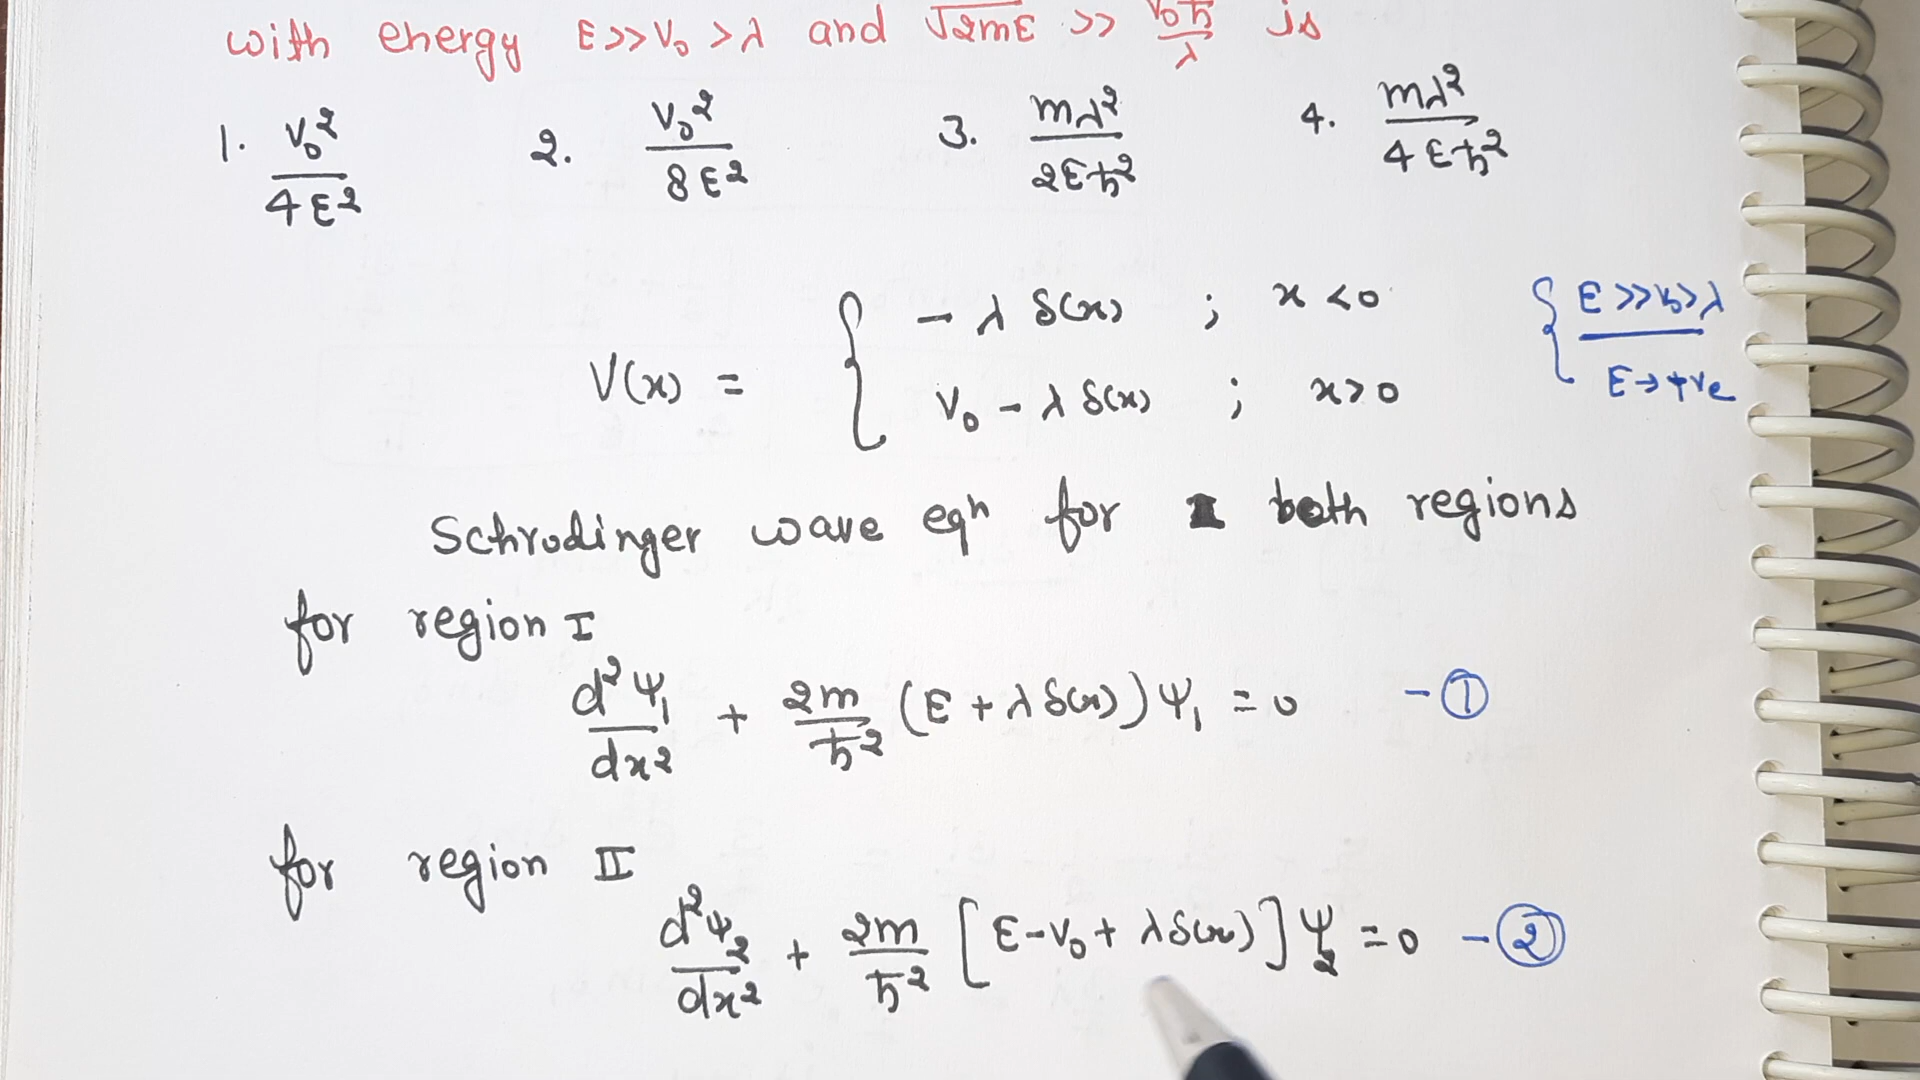 with energy E>>V₀ >λ and √2mE >> V₀ħ/λ is
1. V₀²/4E² 2. V₀²/8E² 3. mλ²/2Eħ² 4. mλ²/4Eħ²
V(x) = { - λ δ(x) ; x <0 { E>>V₀>λ
V₀ - λ δ(x) ; x>0 E→+ve
Schrodinger wave eqⁿ for both regions
for region I
d²Ψ₁/dx² + 2m/ħ² (E + λ δ(x)) Ψ₁ = 0 - ①
for region II
d²Ψ₂/dx² + 2m/ħ² [E-V₀+ λδ(x)] Ψ₂ = 0 - ②